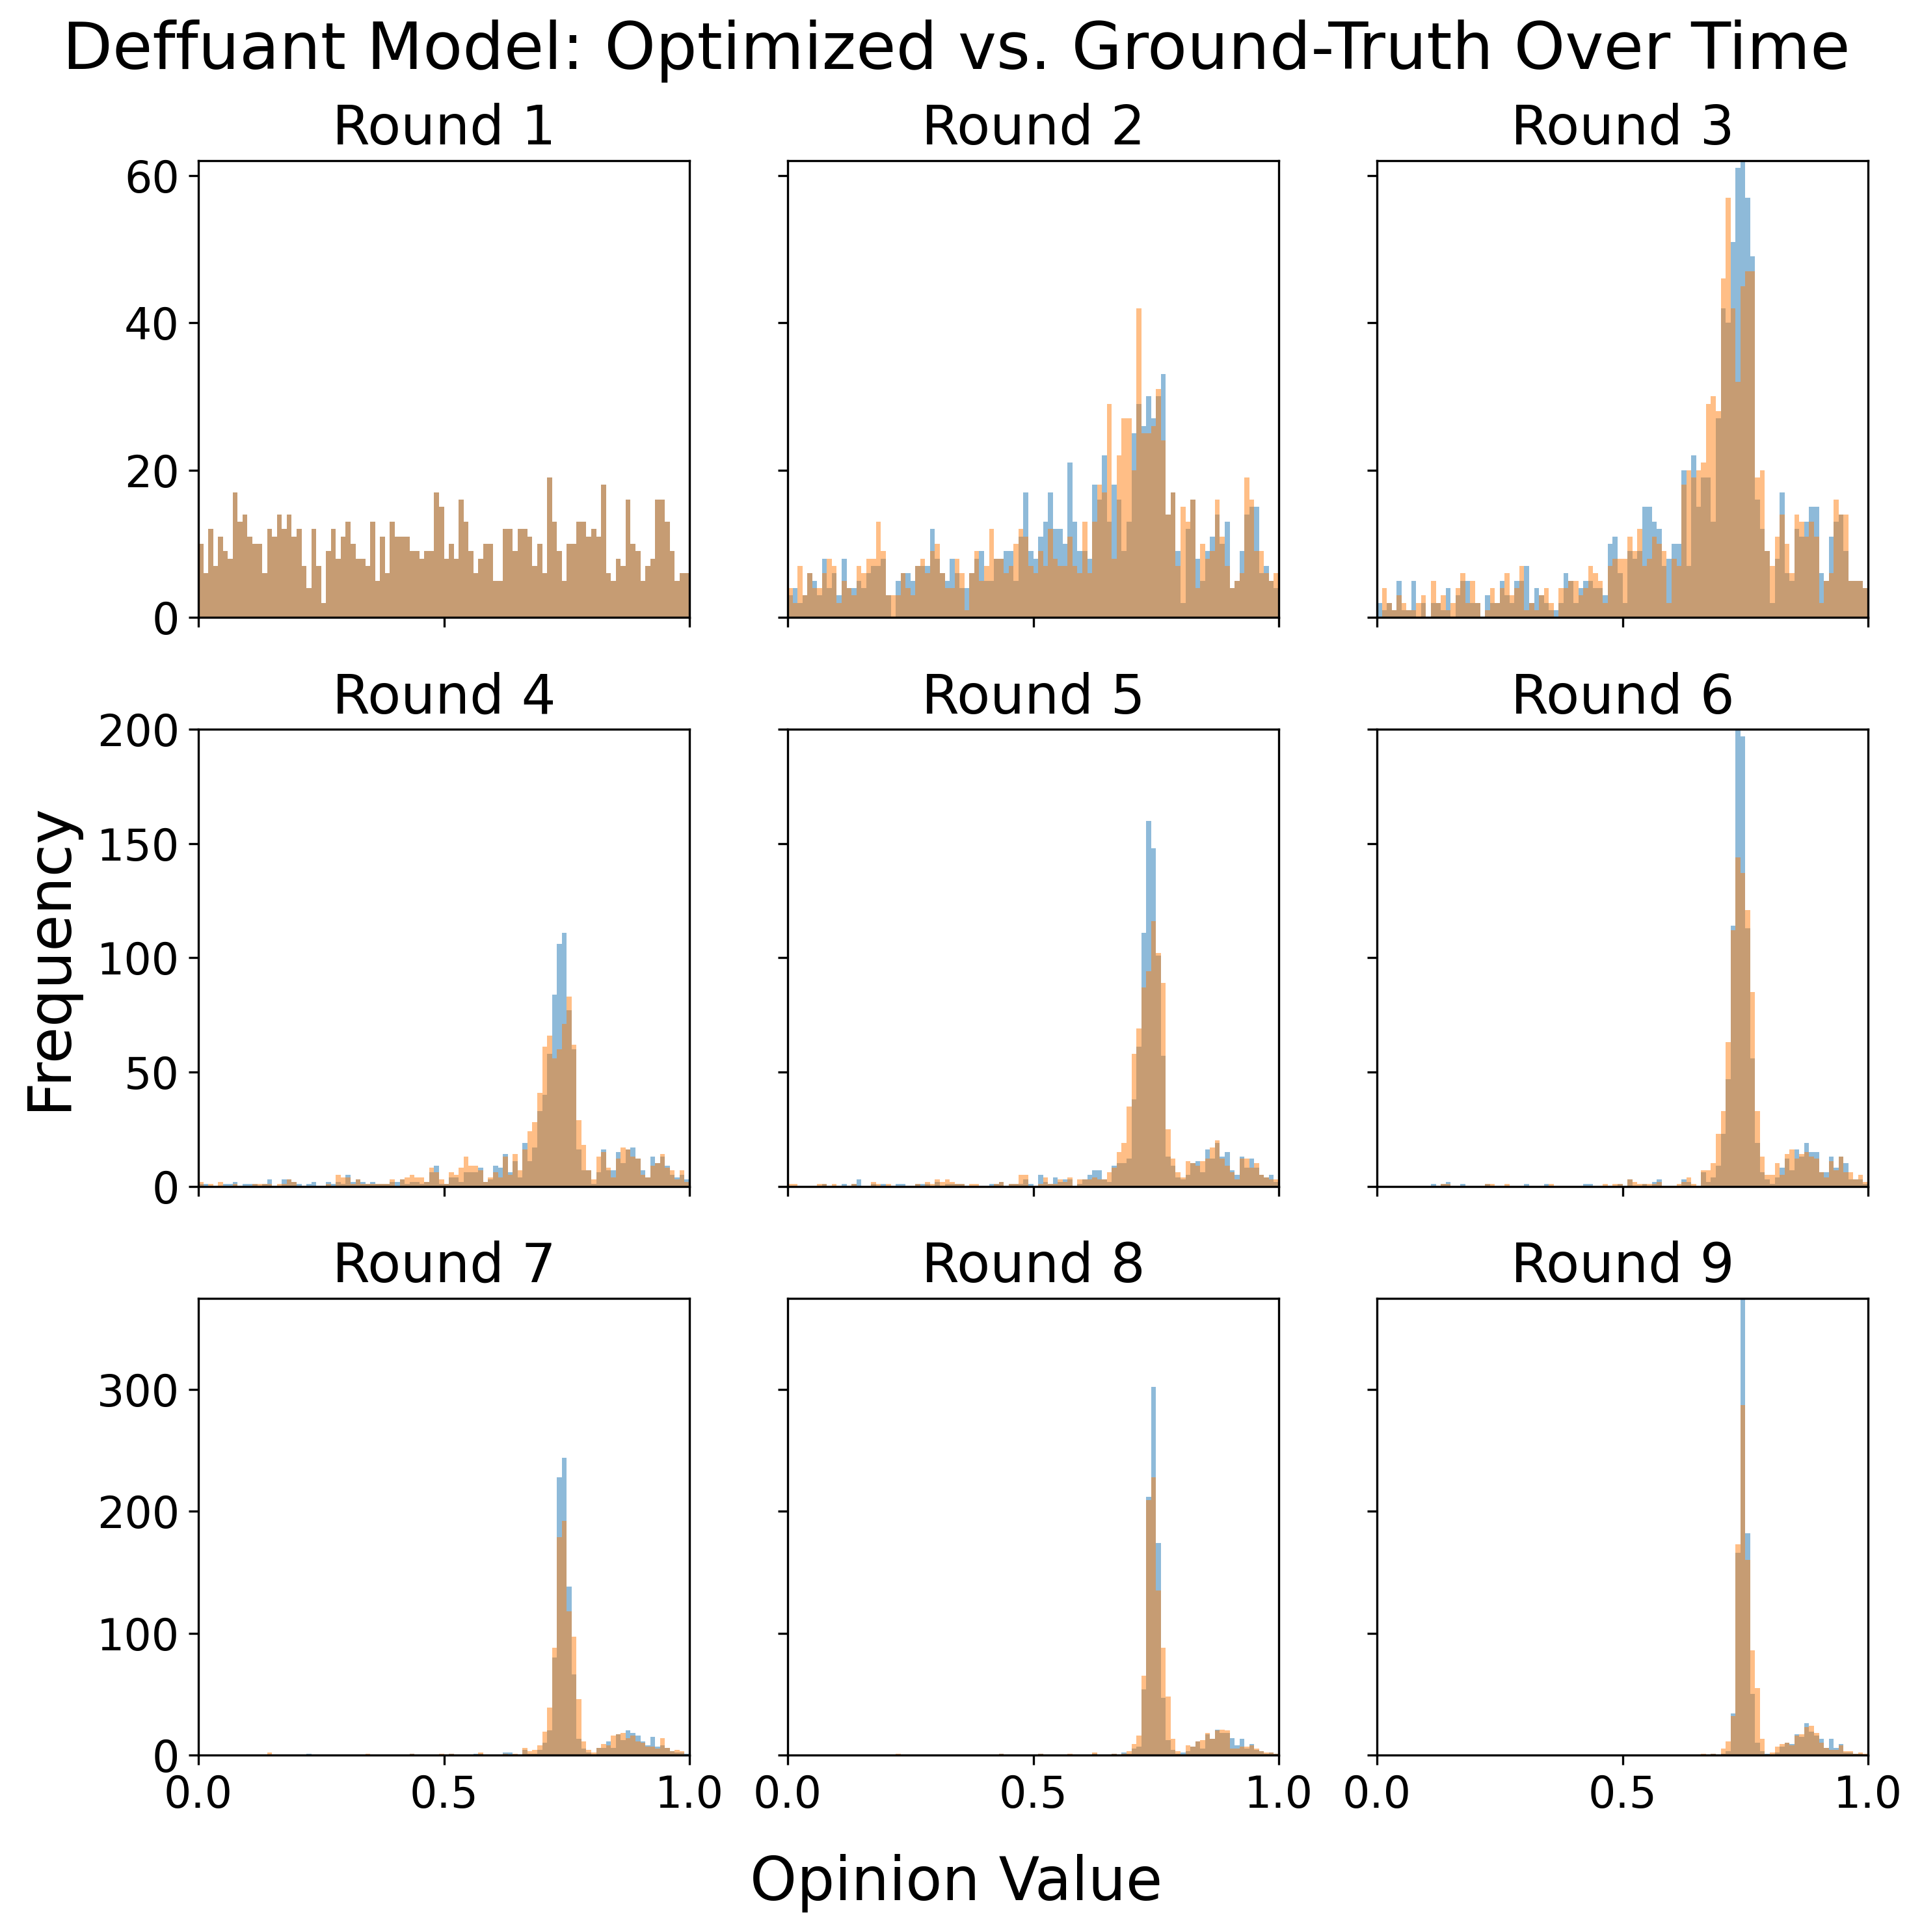 Deffuant Model: Optimized vs. Ground-Truth Over Time
Round 1
Round 2
Round 3
60
40
20
0
Round 4
Round 5
Round 6
200
150
100
50
0
Frequency
Round 7
Round 8
Round 9
300
200
100
0
0.0 0.5 1.0 0.0 0.5 1.0 0.0 0.5 1.0
Opinion Value